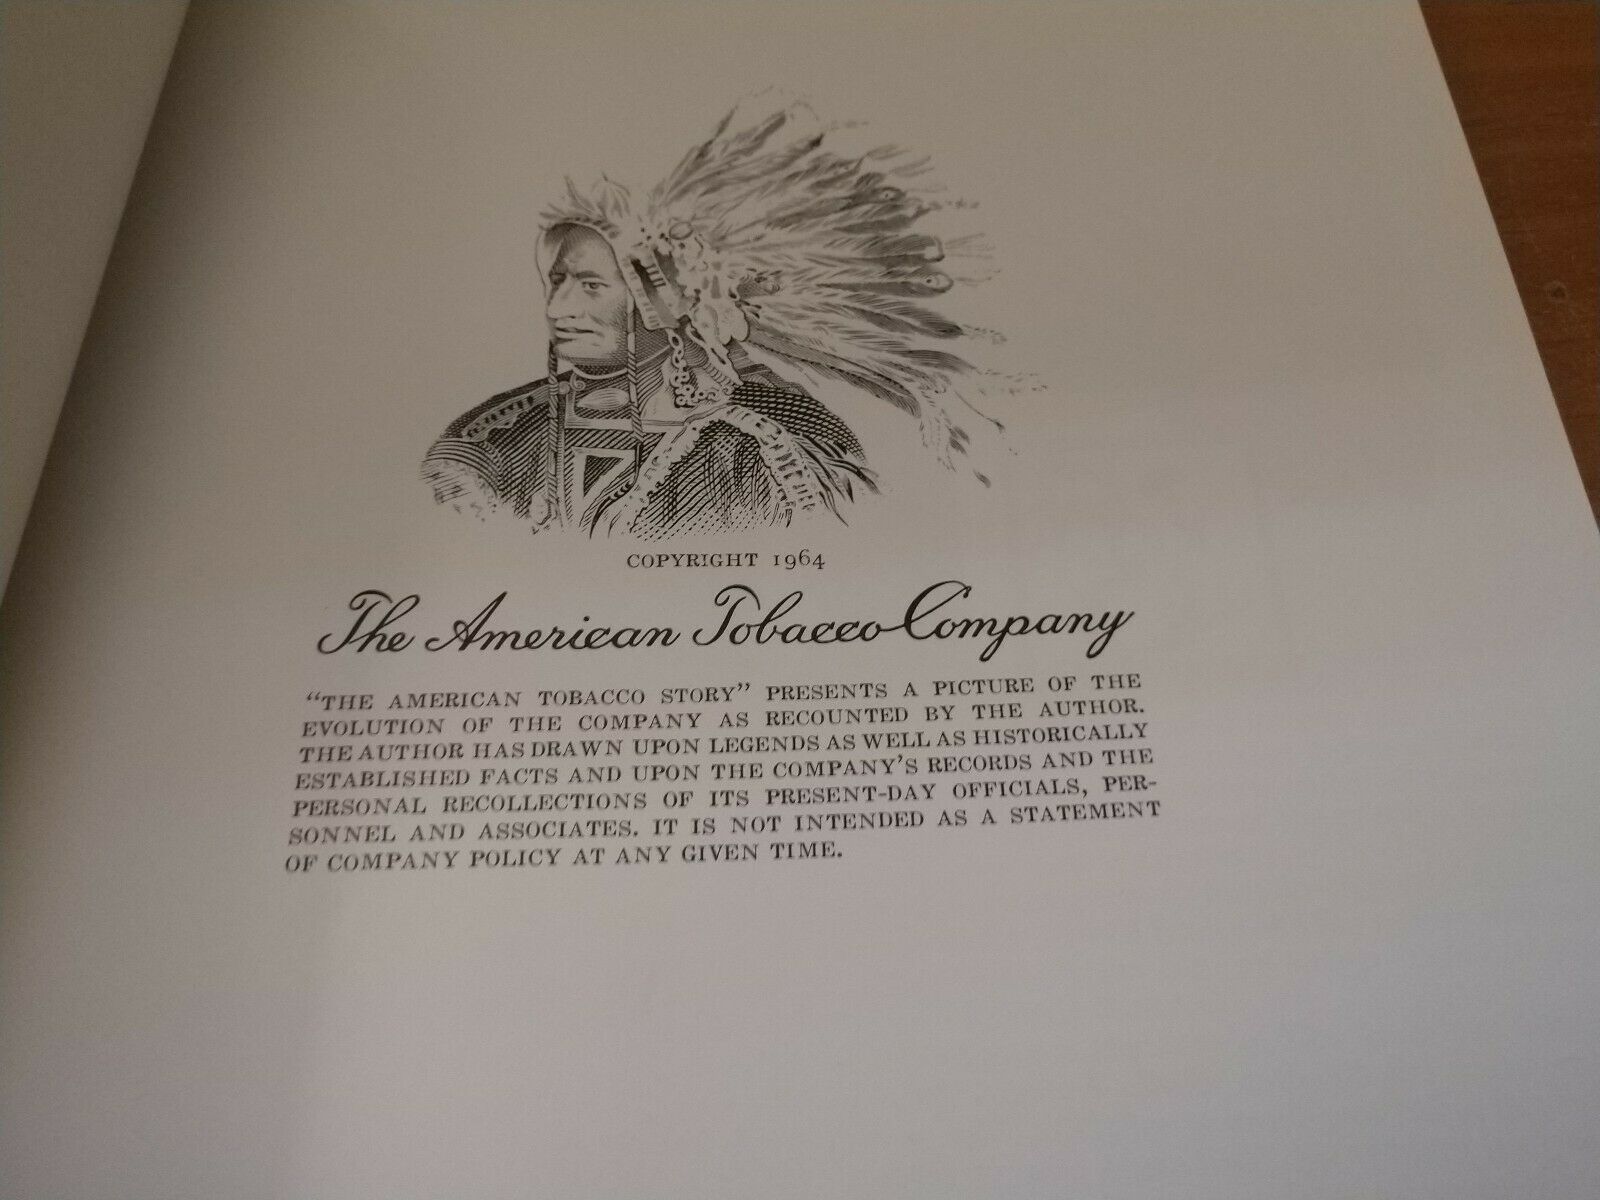 COPYRIGHT 1964
The American Tobacco Company
"THE AMERICAN TOBACCO STORY" PRESENTS A PICTURE OF THE
EVOLUTION OF THE COMPANY AS RECOUNTED BY THE AUTHOR.
THE AUTHOR HAS DRAWN UPON LEGENDS AS WELL AS HISTORICALLY
ESTABLISHED FACTS AND UPON THE COMPANY'S RECORDS AND THE
PERSONAL RECOLLECTIONS OF ITS PRESENT-DAY OFFICIALS, PER-
SONNEL AND ASSOCIATES. IT IS NOT INTENDED AS A STATEMENT
OF COMPANY POLICY AT ANY GIVEN TIME.